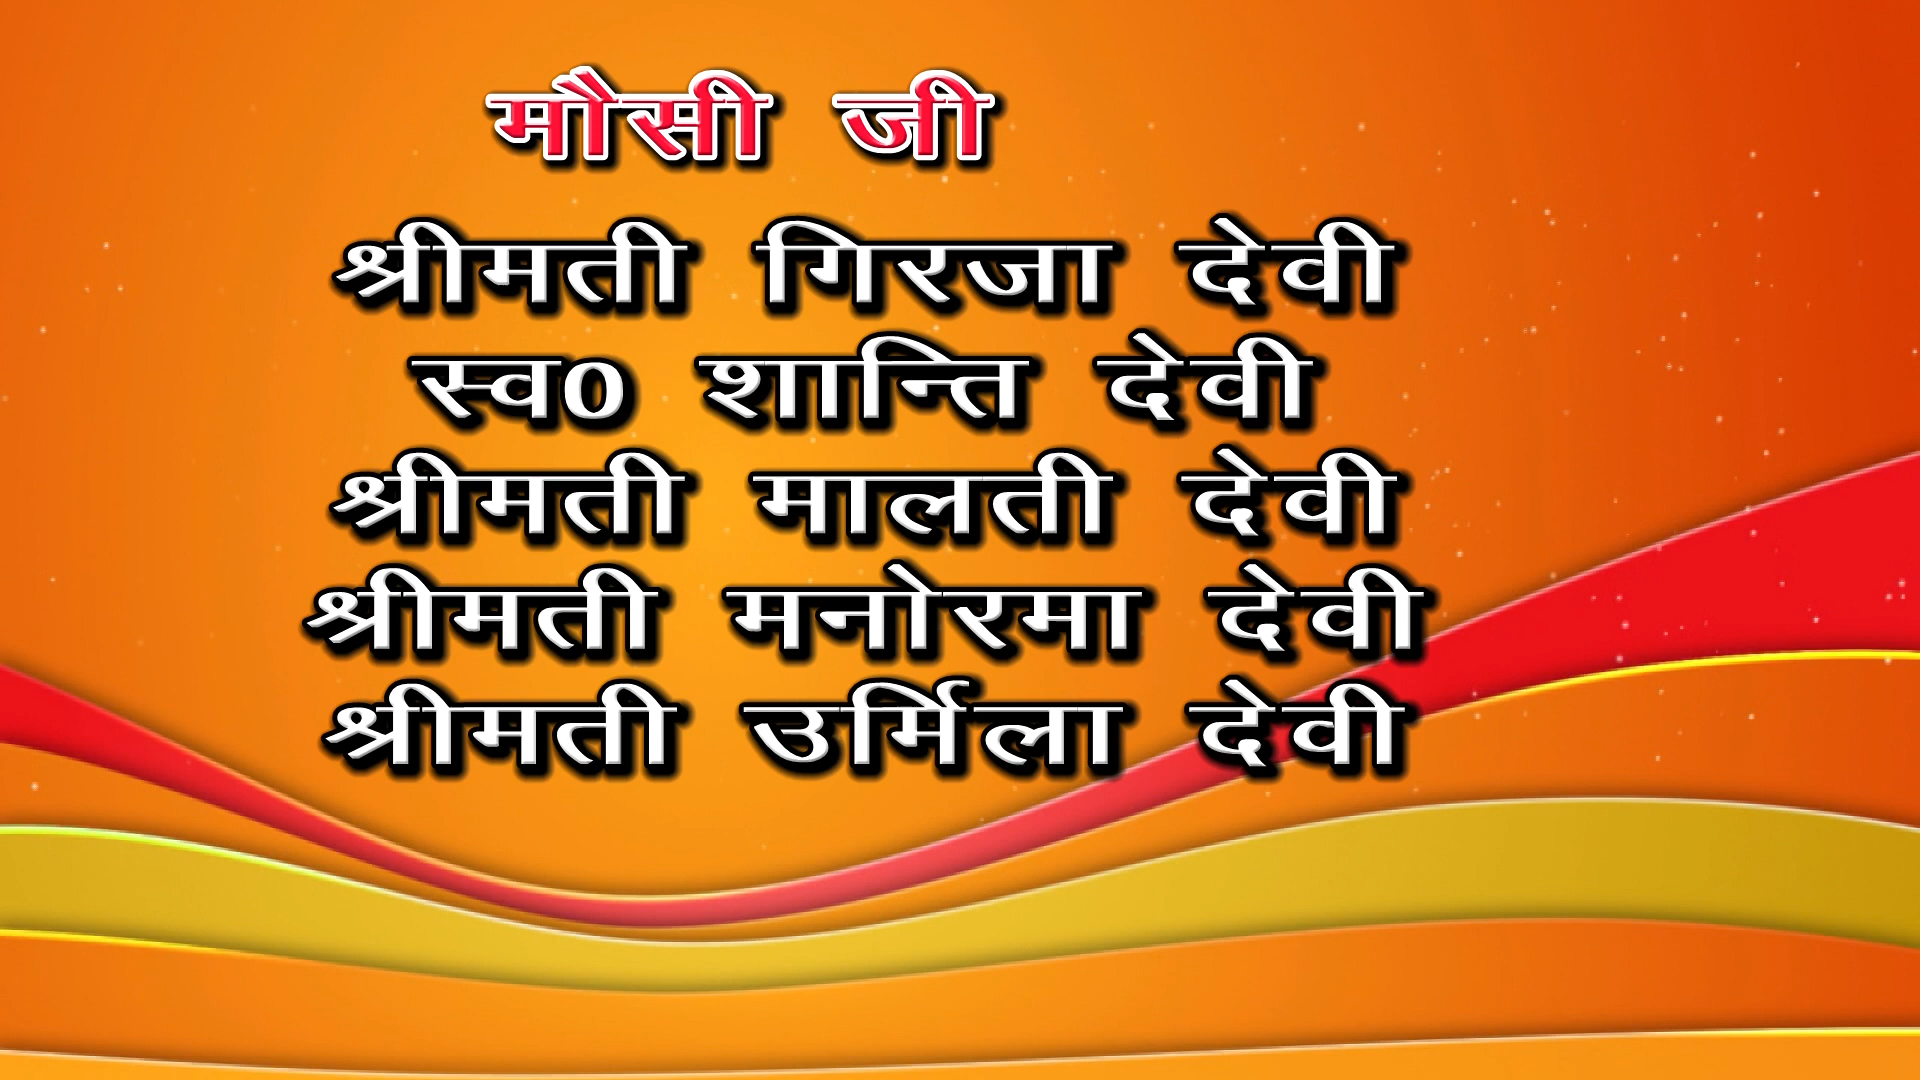 मौसी जी
श्रीमती गिरजा देवी
स्व0 शान्ति देवी
श्रीमती मालती देवी
श्रीमती मनोरमा देवी
श्रीमती उर्मिला देवी